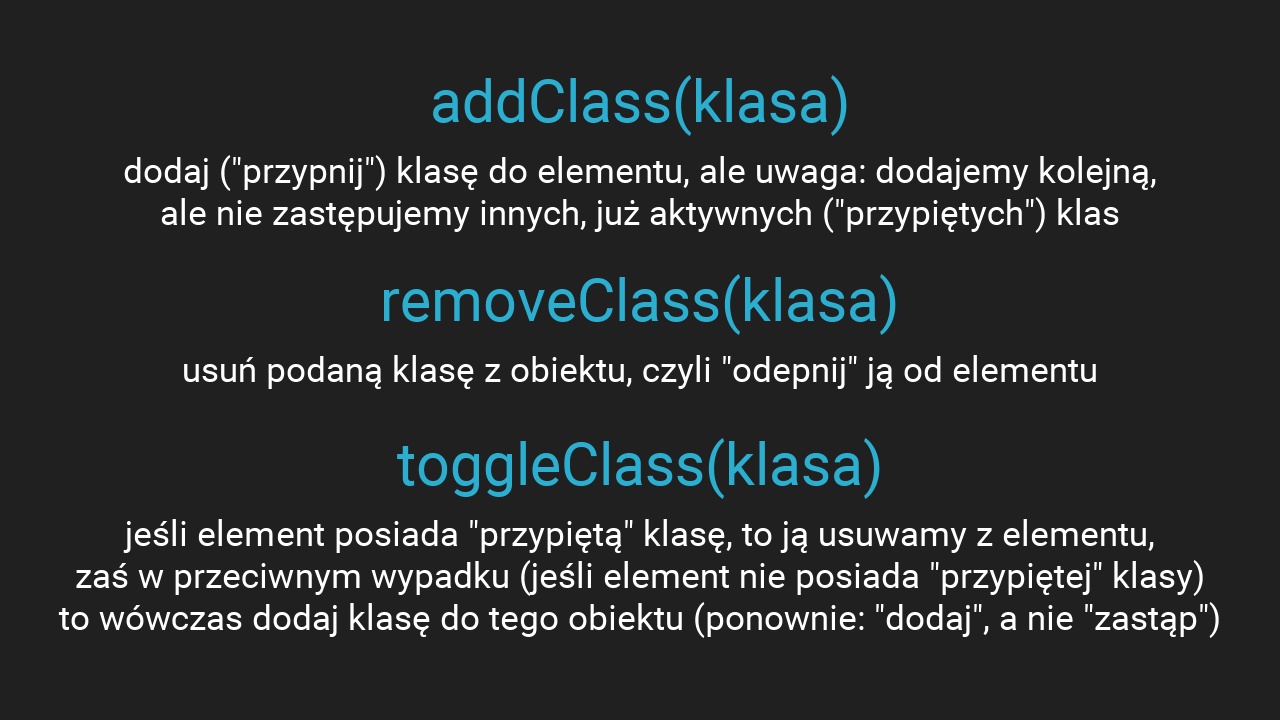 addClass(klasa)
dodaj ("przypnij") klasę do elementu, ale uwaga: dodajemy kolejną,
ale nie zastępujemy innych, już aktywnych ("przypiętych") klas
removeClass(klasa)
usuń podaną klasę z obiektu, czyli "odepnij" ją od elementu
toggleClass(klasa)
jeśli element posiada "przypiętą" klasę, to ją usuwamy z elementu,
zaś w przeciwnym wypadku (jeśli element nie posiada "przypiętej" klasy)
to wówczas dodaj klasę do tego obiektu (ponownie: "dodaj", a nie "zastąp")